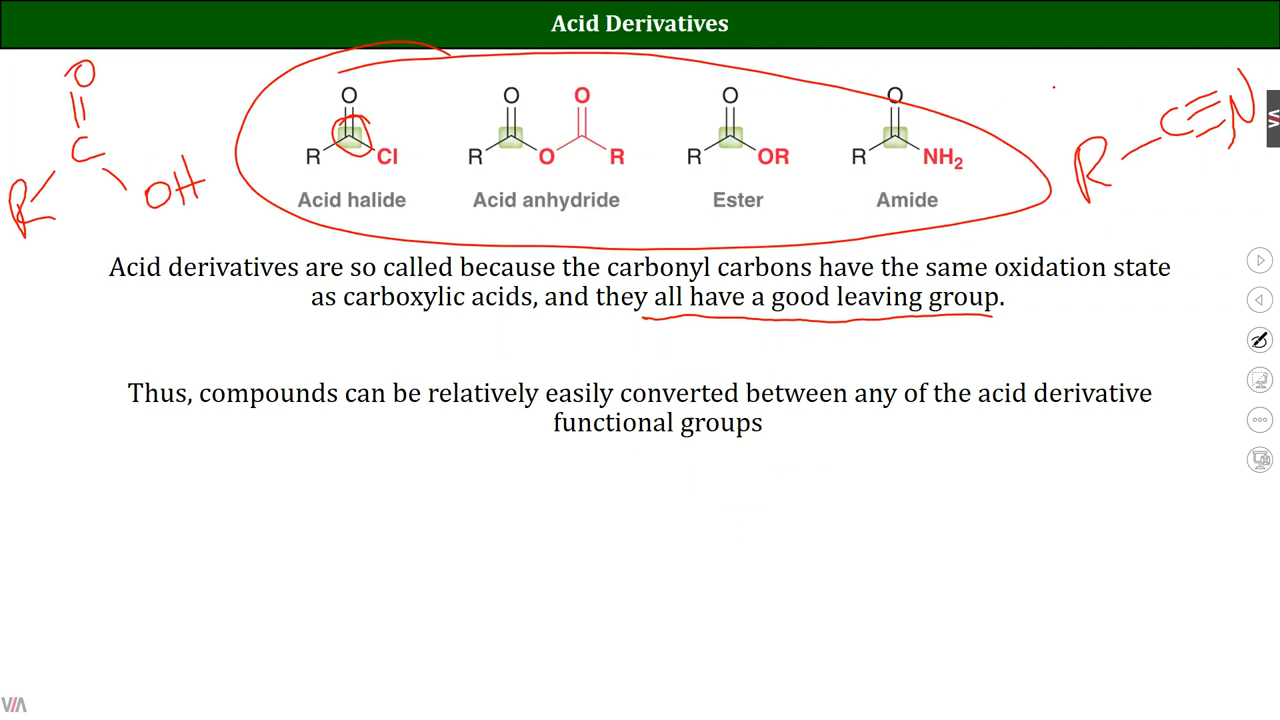 Acid Derivatives
O
C
R
OH
O
R
Cl
Acid halide
O
O
R
O
R
Acid anhydride
O
R
OR
Ester
O
R
NH₂
Amide
R
C≡N
Acid derivatives are so called because the carbonyl carbons have the same oxidation state
as carboxylic acids, and they all have a good leaving group.
Thus, compounds can be relatively easily converted between any of the acid derivative
functional groups
VIA